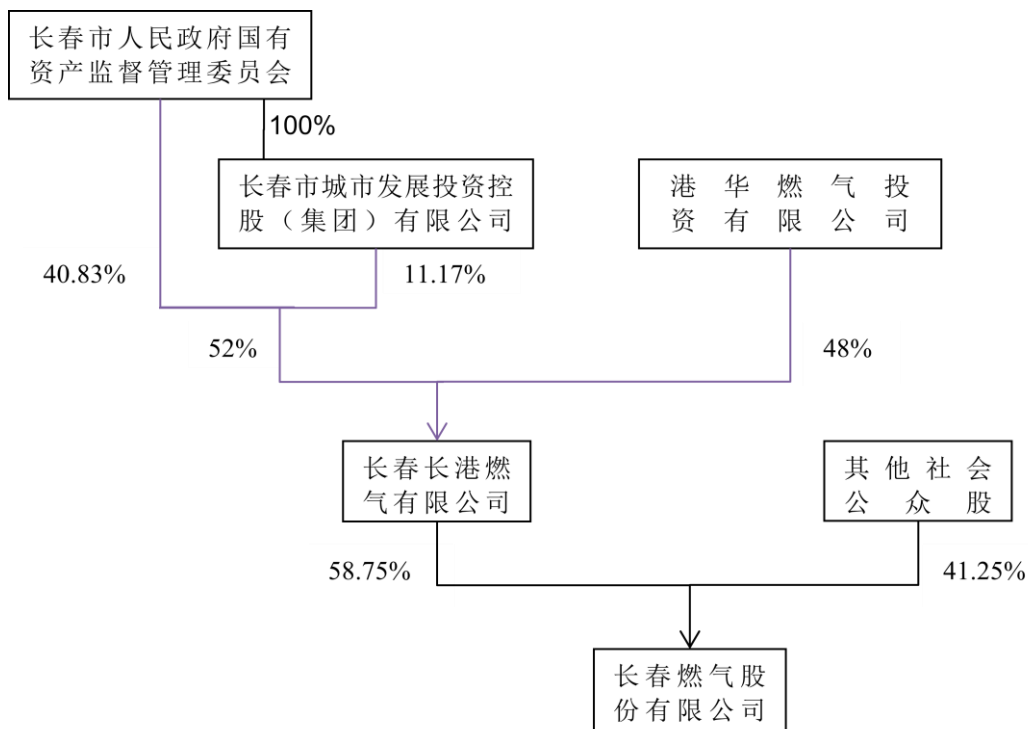 长春市人民政府国有
资产监督管理委员会
100%
长春市城市发展投资控
股（集团）有限公司
港华燃气投
资有限公司
40.83%
11.17%
52%
48%
长春长港燃
气有限公司
其他社会
公众股
58.75%
41.25%
长春燃气股
份有限公司